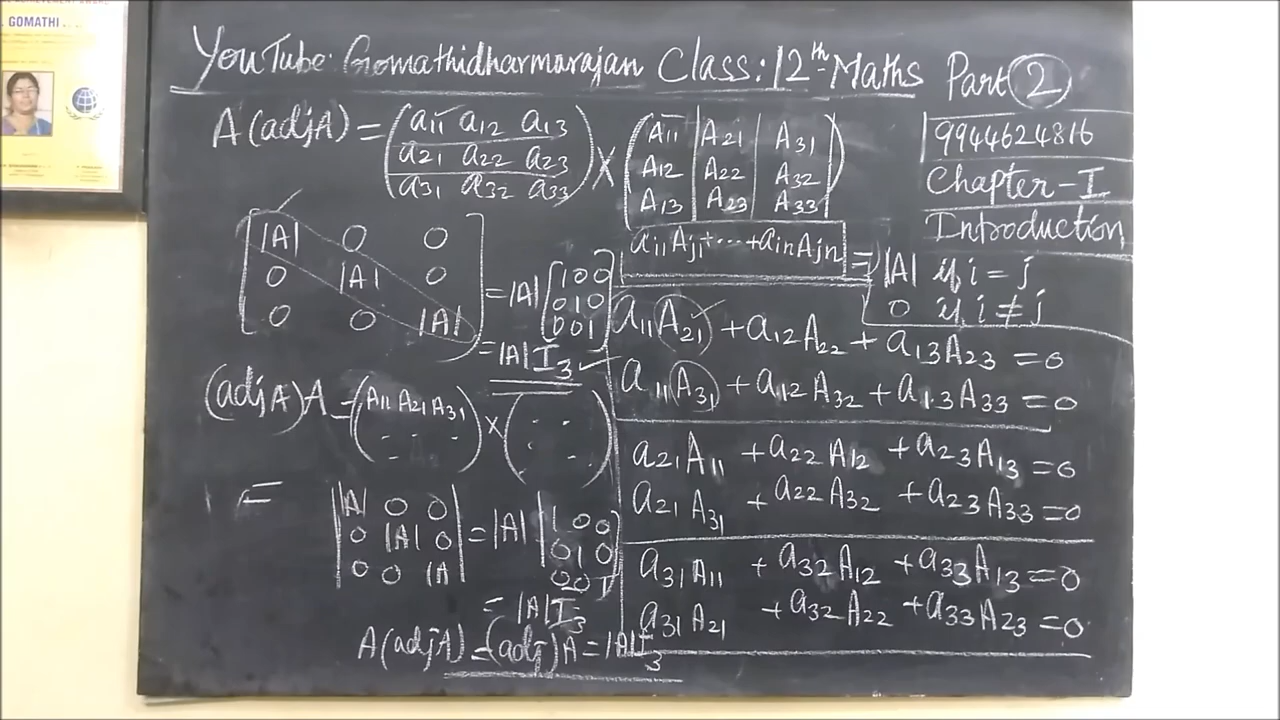 GOMATHI
YouTube: Gomathidharmarajan Class: 12th Maths Part 2
9944624816
Chapter-I
Introduction
A(adjA) = (a11 a12 a13 / a21 a22 a23 / a31 a32 a33) × (A11 A21 A31 / A12 A22 A32 / A13 A23 A33)
a11Aj1+...+ainAjn = |A| if i = j
0 if i ≠ j
[|A| 0 0
0 |A| 0
0 0 |A|]
= |A| [1 0 0
0 1 0
0 0 1]
= |A| I3
a11A21 + a12A22 + a13A23 = 0
a11A31 + a12A32 + a13A33 = 0
a21A11 + a22A12 + a23A13 = 0
a21A31 + a22A32 + a23A33 = 0
a31A11 + a32A12 + a33A13 = 0
a31A21 + a32A22 + a33A23 = 0
(adjA)A = (A11 A21 A31) × ( )
= |A| 0 0
0 |A| 0
0 0 |A
= |A| 1 0 0
0 1 0
0 0 1
= |A| I3
A(adjA) = (adj)A = |A|I3